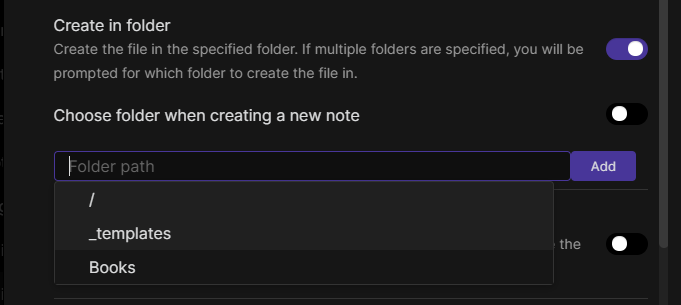 Create in folder
Create the file in the specified folder. If multiple folders are specified, you will be
prompted for which folder to create the file in.
Choose folder when creating a new note
Folder path
Add
/
_templates
the
Books